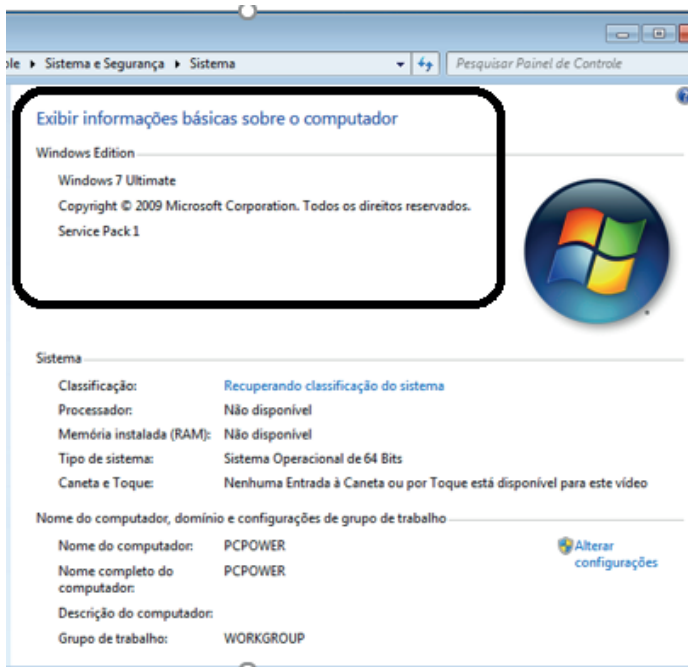 Sistema e Segurança Sistema Pesquisar Painel de Controle
Exibir informações básicas sobre o computador
Windows Edition
Windows 7 Ultimate
Copyright © 2009 Microsoft Corporation. Todos os direitos reservados.
Service Pack 1
Sistema
Classificação: Recuperando classificação do sistema
Processador: Não disponível
Memória instalada (RAM): Não disponível
Tipo de sistema: Sistema Operacional de 64 Bits
Caneta e Toque: Nenhuma Entrada à Caneta ou por Toque está disponível para este vídeo
Nome do computador, domínio e configurações de grupo de trabalho
Nome do computador: PCPOWER Alterar
configurações
Nome completo do PCPOWER
computador:
Descrição do computador:
Grupo de trabalho: WORKGROUP